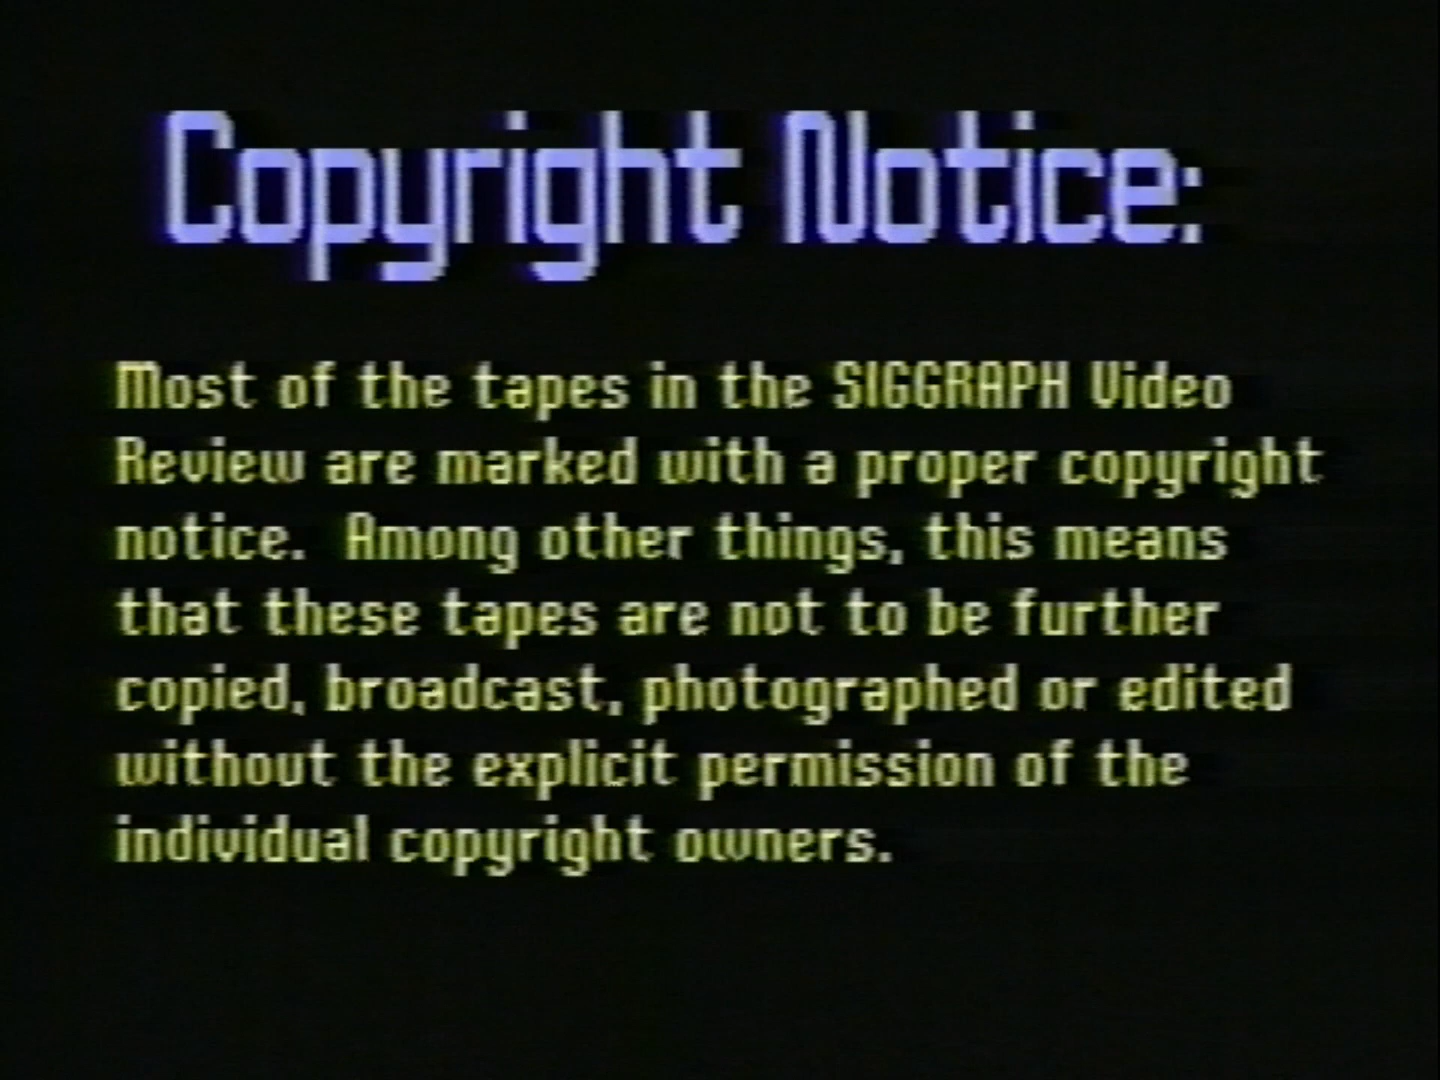 Copyright Notice:
Most of the tapes in the SIGGRAPH Video
Review are marked with a proper copyright
notice.  Among other things, this means
that these tapes are not to be further
copied, broadcast, photographed or edited
without the explicit permission of the
individual copyright owners.